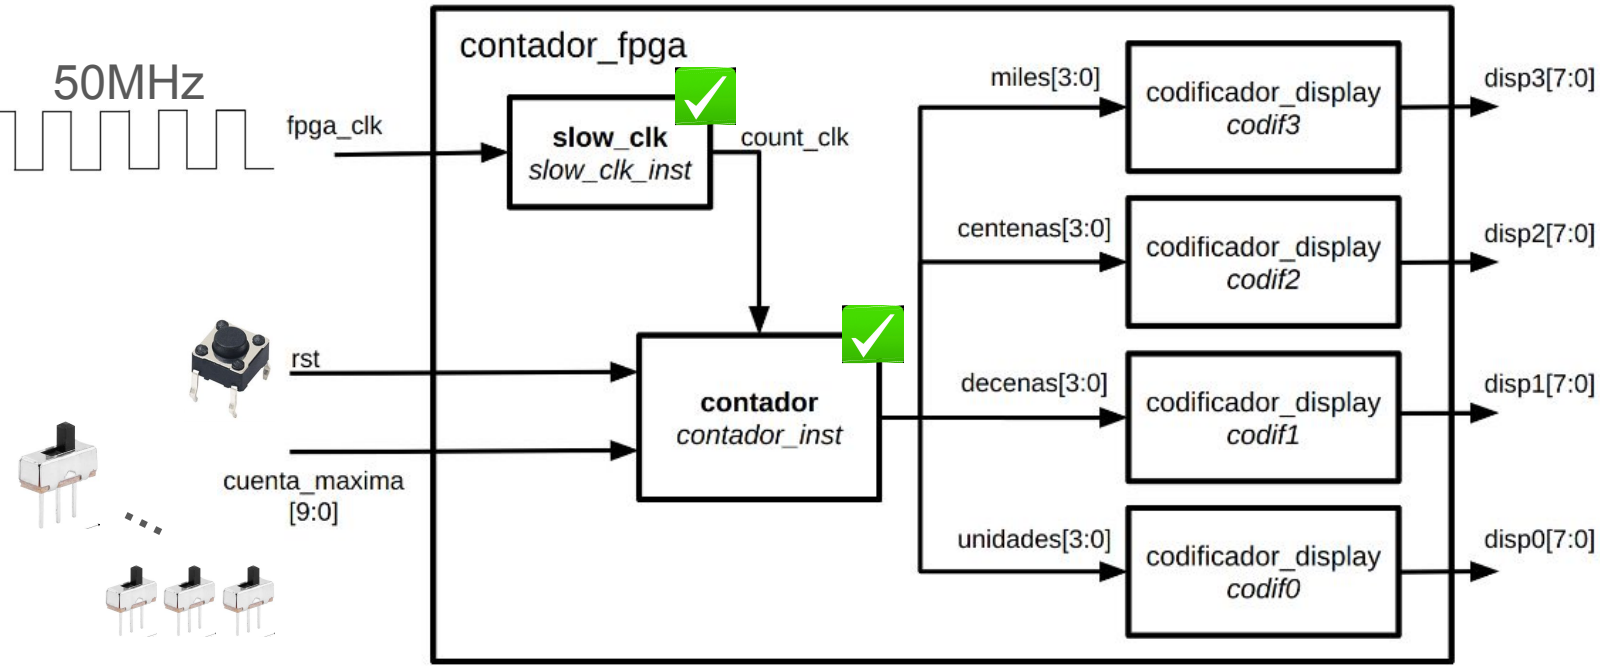 contador_fpga
50MHz
fpga_clk
slow_clk
slow_clk_inst
count_clk
miles[3:0]
codificador_display
codif3
disp3[7:0]
centenas[3:0]
codificador_display
codif2
disp2[7:0]
rst
contador
contador_inst
decenas[3:0]
codificador_display
codif1
disp1[7:0]
cuenta_maxima
[9:0]
unidades[3:0]
codificador_display
codif0
disp0[7:0]